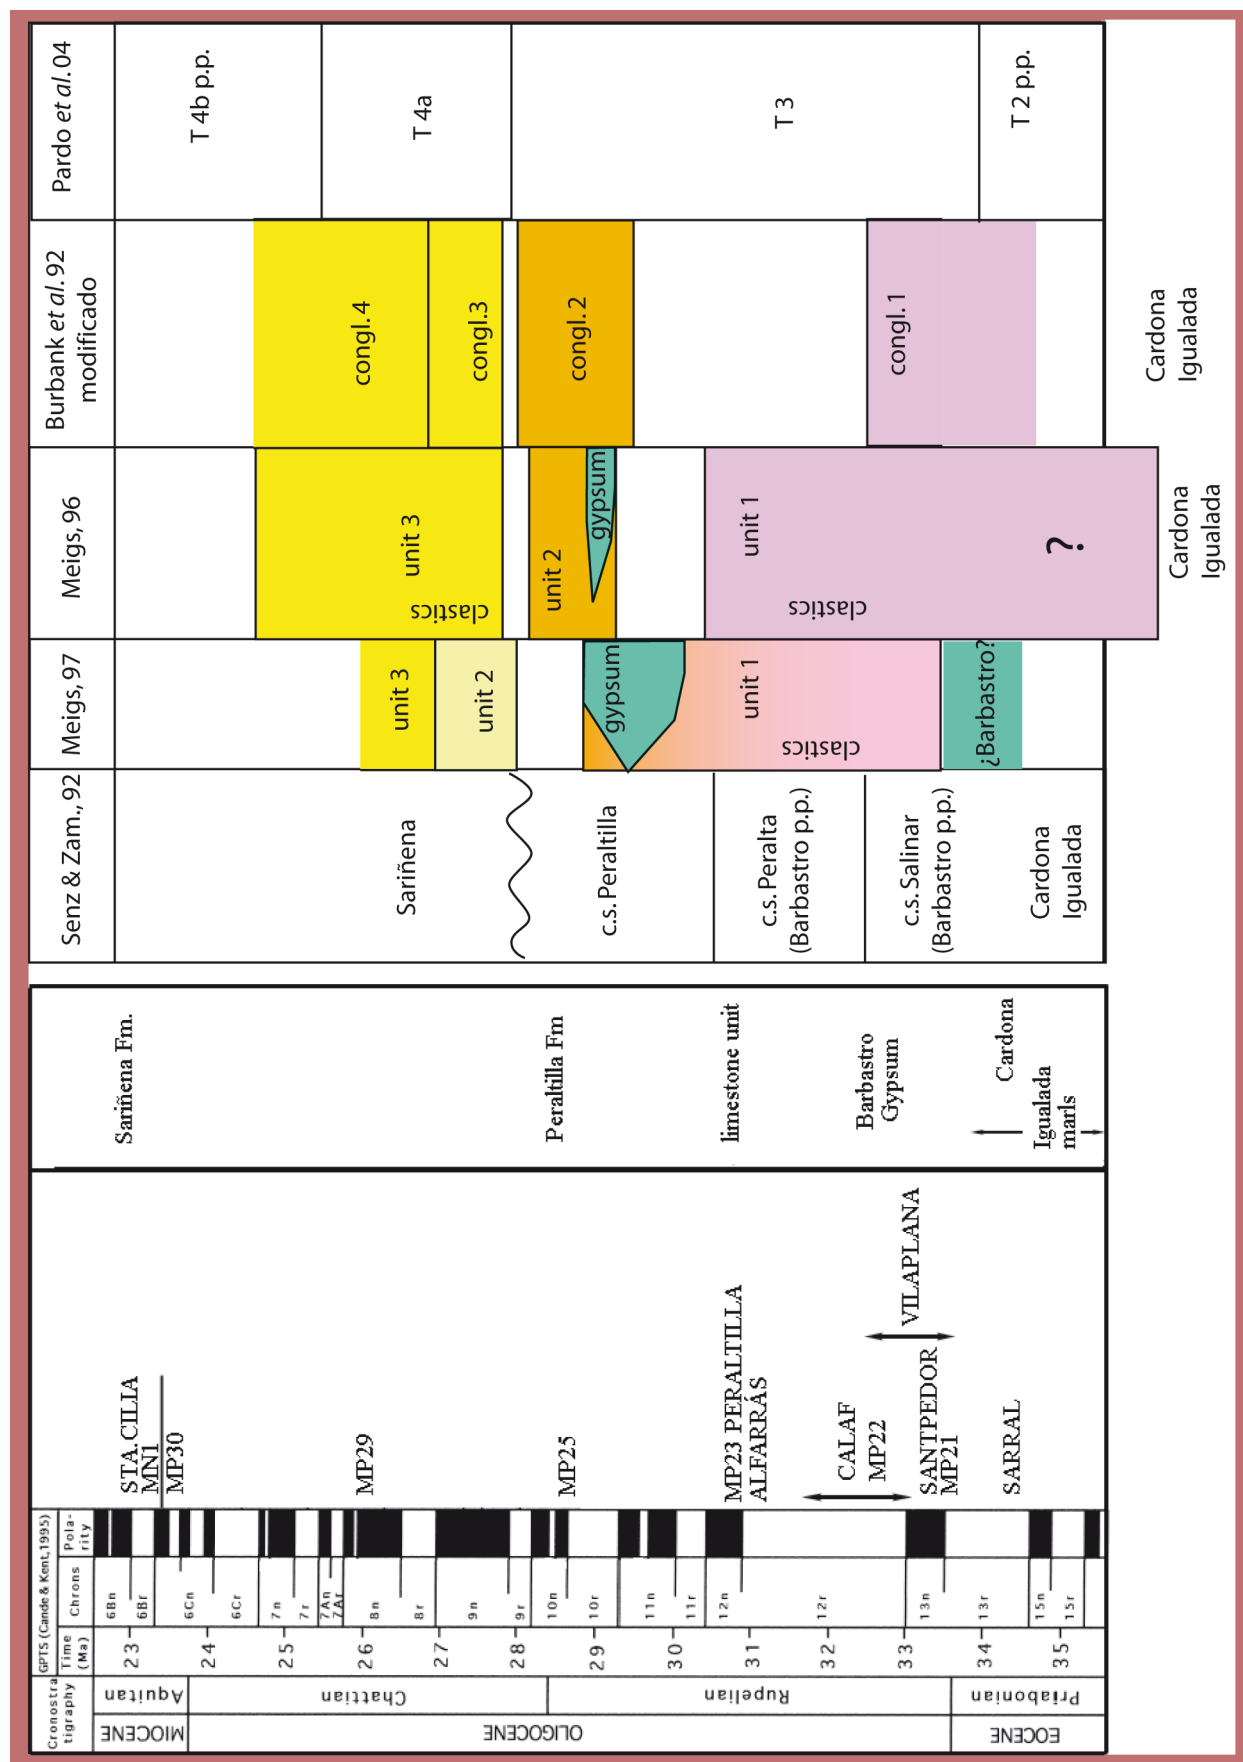 Pardo et al. 04
T 4b p.p.
T 4a
T 3
T 2 p.p.
Burbank et al. 92
modificado
congl. 4
congl.3
congl. 2
congl. 1
Cardona
Igualada
Meigs, 96
unit 3
clastics
unit 2
gypsum
unit 1
clastics
?
Cardona
Igualada
Meigs, 97
unit 3
unit 2
gypsum
unit 1
clastics
¿Barbastro?
Senz & Zam., 92
Sariñena
c.s. Peraltilla
c.s. Peralta
(Barbastro p.p.)
c.s. Salinar
(Barbastro p.p.)
Cardona
Igualada
Sariñena Fm.
Peraltilla Fm
limestone unit
Barbastro
Gypsum
Cardona
Igualada
marls
STA. CILIA
MN1
MP30
MP29
MP25
MP23 PERALTILLA
ALFARRÁS
CALAF
MP22
VILAPLANA
SANTPEDOR
MP21
SARRAL
GPTS (Cande & Kent,1995)
Pola-
rity
Chrons
6Bn
6Br
6Cn
6Cr
7n
7r
7An
7Ar
8n
8r
9n
9r
10n
10r
11n
11r
12n
12r
13n
13r
15n
15r
Time
(Ma)
23
24
25
26
27
28
29
30
31
32
33
34
35
Cronostra
tigraphy
Aquitan
Chattian
Rupelian
Priabonian
MIOCENE
OLIGOCENE
EOCENE